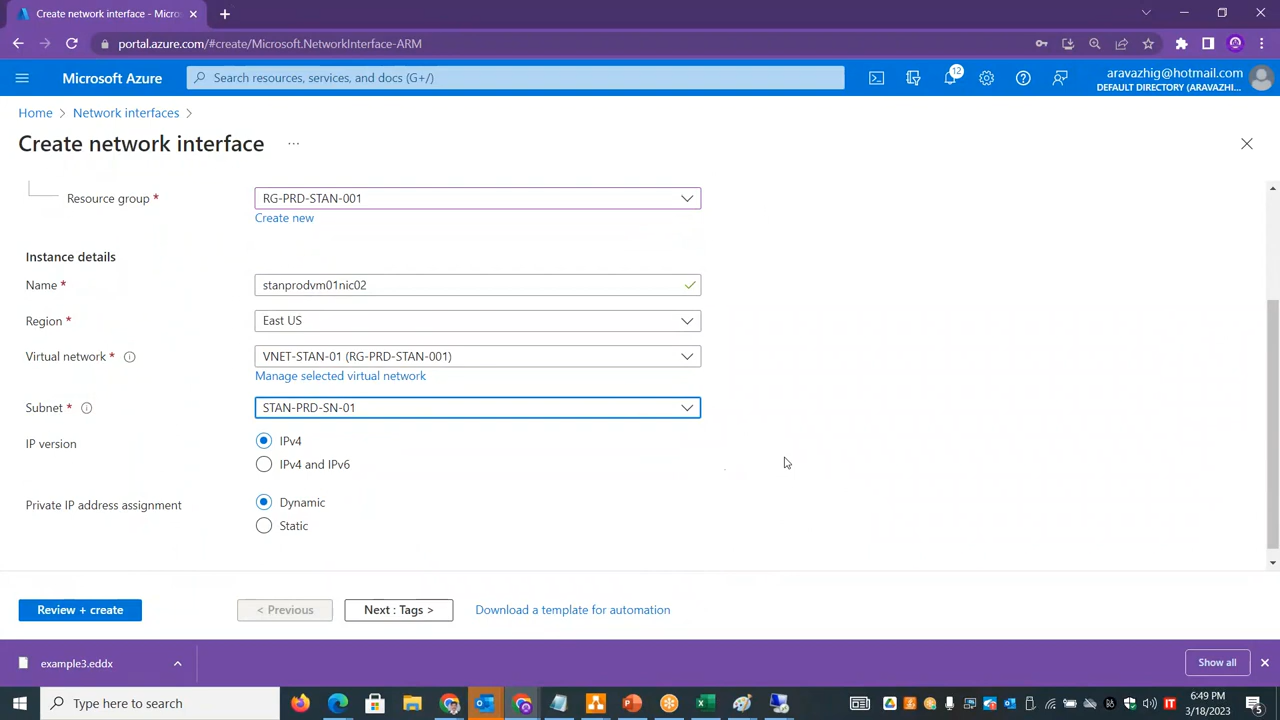 Create network interface - Micros
portal.azure.com/#create/Microsoft.NetworkInterface-ARM
Microsoft Azure
Search resources, services, and docs (G+/)
12
aravazhig@hotmail.com
DEFAULT DIRECTORY (ARAVAZHI...
Home > Network interfaces >
Create network interface ...
Resource group *
RG-PRD-STAN-001
Create new
Instance details
Name *
stanprodvm01nic02
Region *
East US
Virtual network *
VNET-STAN-01 (RG-PRD-STAN-001)
Manage selected virtual network
Subnet *
STAN-PRD-SN-01
IP version
IPv4
IPv4 and IPv6
Private IP address assignment
Dynamic
Static
Review + create
< Previous
Next : Tags >
Download a template for automation
example3.eddx
Show all
Type here to search
IT
6:49 PM
3/18/2023
5